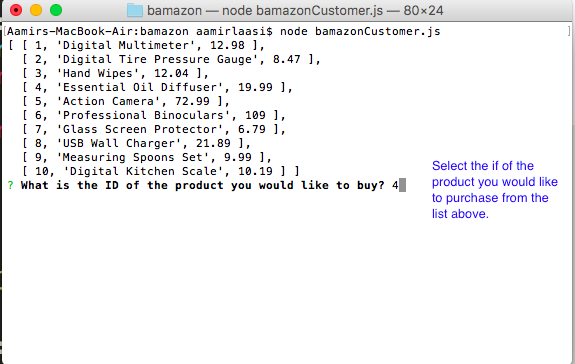 bamazon — node bamazonCustomer.js — 80×24
[Aamirs-MacBook-Air:bamazon aamirlaasi$ node bamazonCustomer.js ]
[ [ 1, 'Digital Multimeter', 12.98 ],
[ 2, 'Digital Tire Pressure Gauge', 8.47 ],
[ 3, 'Hand Wipes', 12.04 ],
[ 4, 'Essential Oil Diffuser', 19.99 ],
[ 5, 'Action Camera', 72.99 ],
[ 6, 'Professional Binoculars', 109 ],
[ 7, 'Glass Screen Protector', 6.79 ],
[ 8, 'USB Wall Charger', 21.89 ],
[ 9, 'Measuring Spoons Set', 9.99 ],
[ 10, 'Digital Kitchen Scale', 10.19 ] ]
? What is the ID of the product you would like to buy? 4
Select the if of the
product you would like
to purchase from the
list above.